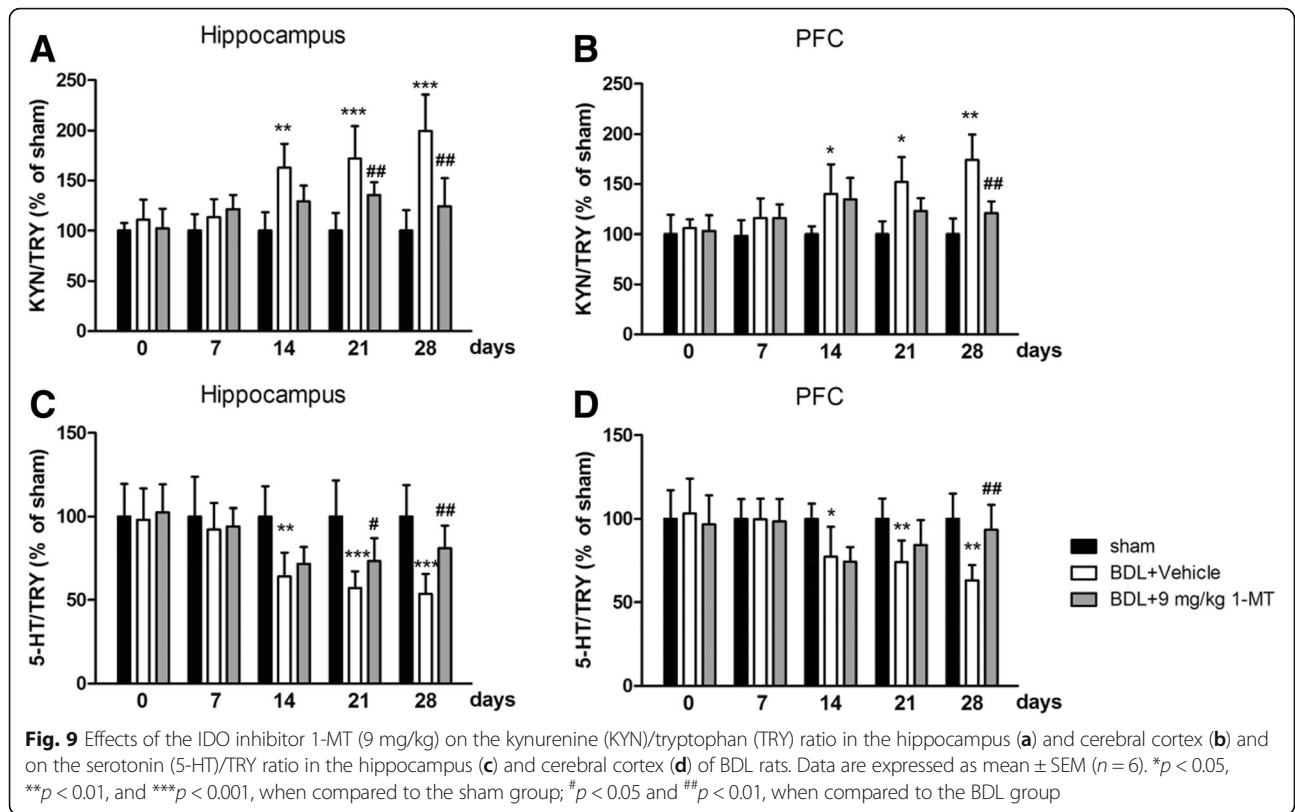 A
Hippocampus
KYN/TRY (% of sham)
250
200
150
100
50
0
** *** ## *** ##
0 7 14 21 28 days
B
PFC
KYN/TRY (% of sham)
250
200
150
100
50
0
* * ** ##
0 7 14 21 28 days
C
Hippocampus
5-HT/TRY (% of sham)
150
100
50
0
** *** # *** ##
0 7 14 21 28 days
D
PFC
5-HT/TRY (% of sham)
150
100
50
0
* ** ** ##
0 7 14 21 28 days
sham
BDL+Vehicle
BDL+9 mg/kg 1-MT
Fig. 9 Effects of the IDO inhibitor 1-MT (9 mg/kg) on the kynurenine (KYN)/tryptophan (TRY) ratio in the hippocampus (a) and cerebral cortex (b) and
on the serotonin (5-HT)/TRY ratio in the hippocampus (c) and cerebral cortex (d) of BDL rats. Data are expressed as mean ± SEM (n = 6). *p < 0.05,
**p < 0.01, and ***p < 0.001, when compared to the sham group; #p < 0.05 and ##p < 0.01, when compared to the BDL group